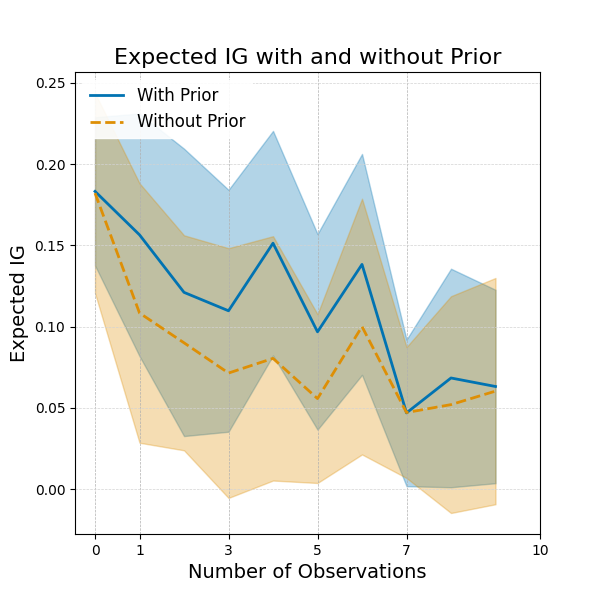 Expected IG with and without Prior
With Prior
Without Prior
Expected IG
0.25
0.20
0.15
0.10
0.05
0.00
0 1 3 5 7 10
Number of Observations